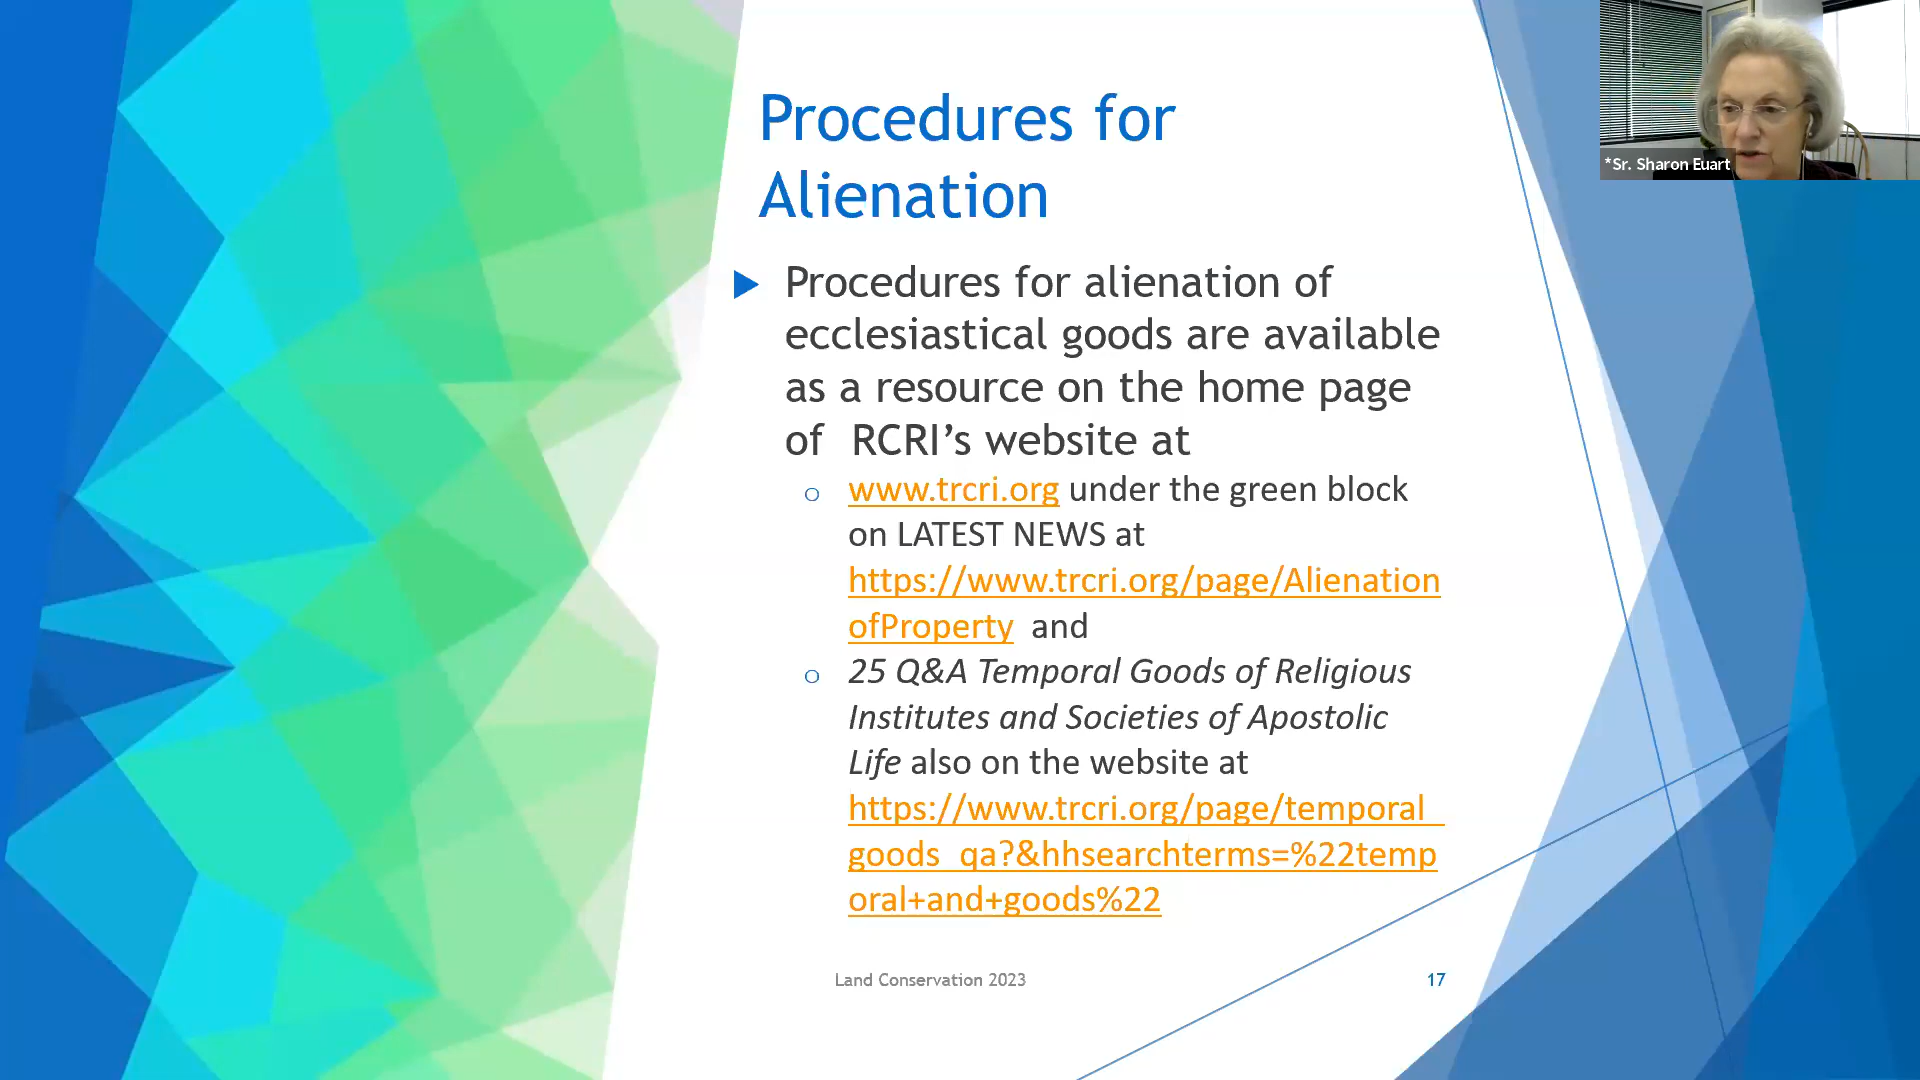 Procedures for
Alienation
Procedures for alienation of
ecclesiastical goods are available
as a resource on the home page
of RCRI’s website at
www.trcri.org under the green block
on LATEST NEWS at
https://www.trcri.org/page/Alienation
ofProperty and
25 Q&A Temporal Goods of Religious
Institutes and Societies of Apostolic
Life also on the website at
https://www.trcri.org/page/temporal_
goods_qa?&hhsearchterms=%22temp
oral+and+goods%22
Land Conservation 2023
17
*Sr. Sharon Euart